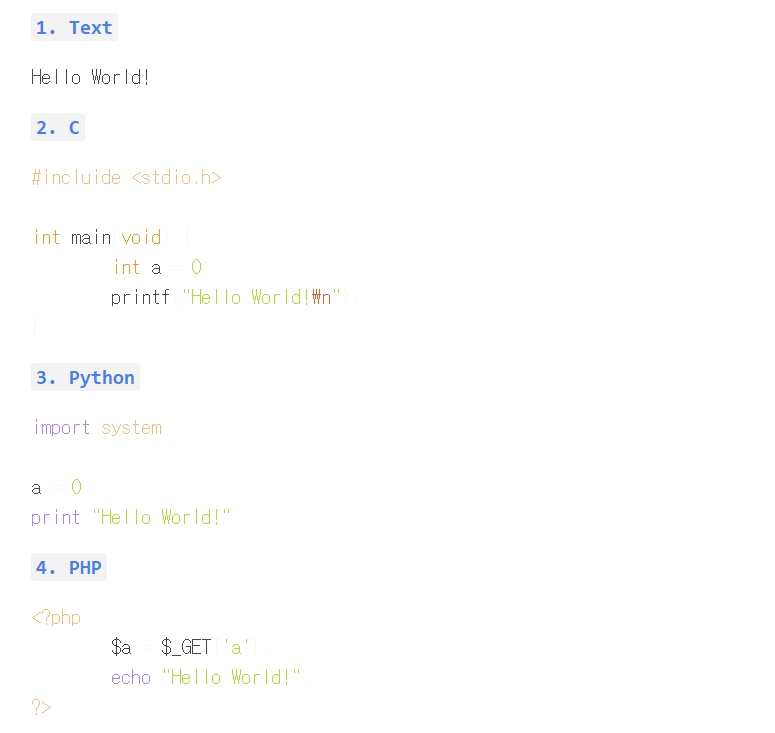 1. Text
Hello World!
2. C
#incluide <stdio.h>
int main(void) {
int a = 0
printf("Hello World!₩n");
}
3. Python
import system
a = 0
print "Hello World!"
4. PHP
<?php
$a = $_GET['a'];
echo "Hello World!"
?>